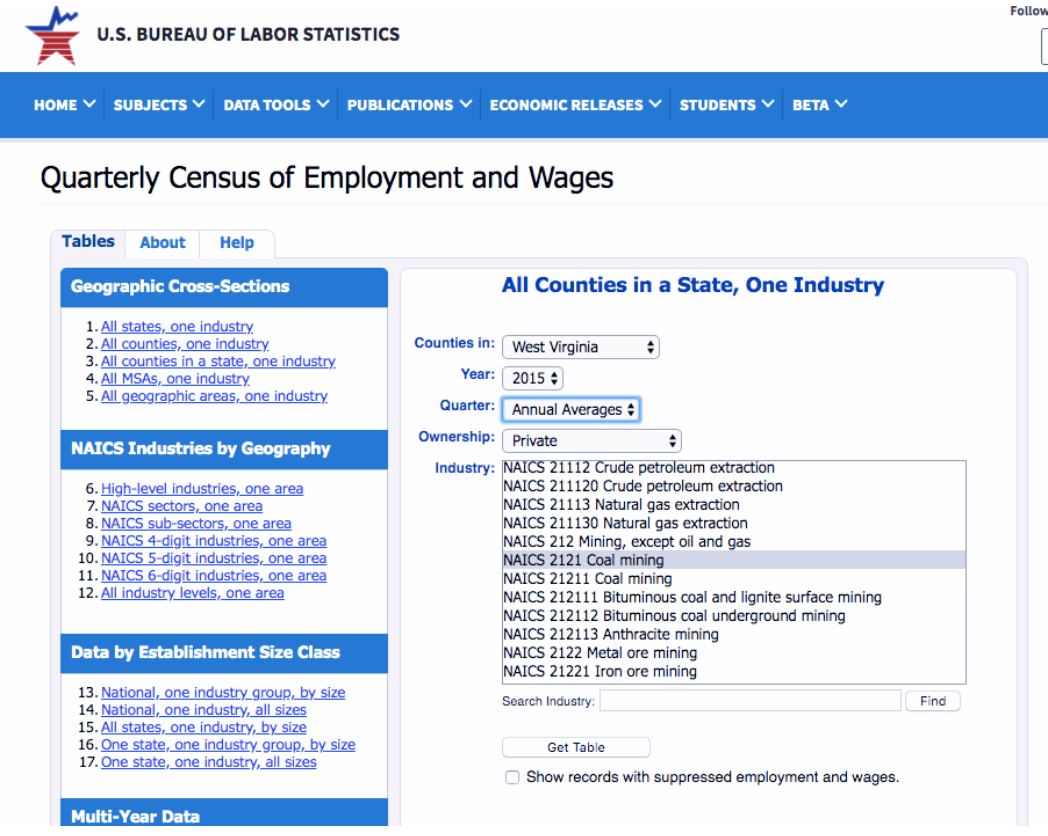 Follow
U.S. BUREAU OF LABOR STATISTICS
HOME SUBJECTS DATA TOOLS PUBLICATIONS ECONOMIC RELEASES STUDENTS BETA
Quarterly Census of Employment and Wages
Tables About Help
Geographic Cross-Sections
1. All states, one industry
2. All counties, one industry
3. All counties in a state, one industry
4. All MSAs, one industry
5. All geographic areas, one industry
NAICS Industries by Geography
6. High-level industries, one area
7. NAICS sectors, one area
8. NAICS sub-sectors, one area
9. NAICS 4-digit industries, one area
10. NAICS 5-digit industries, one area
11. NAICS 6-digit industries, one area
12. All industry levels, one area
Data by Establishment Size Class
13. National, one industry group, by size
14. National, one industry, all sizes
15. All states, one industry, by size
16. One state, one industry group, by size
17. One state, one industry, all sizes
Multi-Year Data
All Counties in a State, One Industry
Counties in: West Virginia
Year: 2015
Quarter: Annual Averages
Ownership: Private
Industry: NAICS 21112 Crude petroleum extraction
NAICS 211120 Crude petroleum extraction
NAICS 21113 Natural gas extraction
NAICS 211130 Natural gas extraction
NAICS 212 Mining, except oil and gas
NAICS 2121 Coal mining
NAICS 21211 Coal mining
NAICS 212111 Bituminous coal and lignite surface mining
NAICS 212112 Bituminous coal underground mining
NAICS 212113 Anthracite mining
NAICS 2122 Metal ore mining
NAICS 21221 Iron ore mining
Search Industry: Find
Get Table
Show records with suppressed employment and wages.